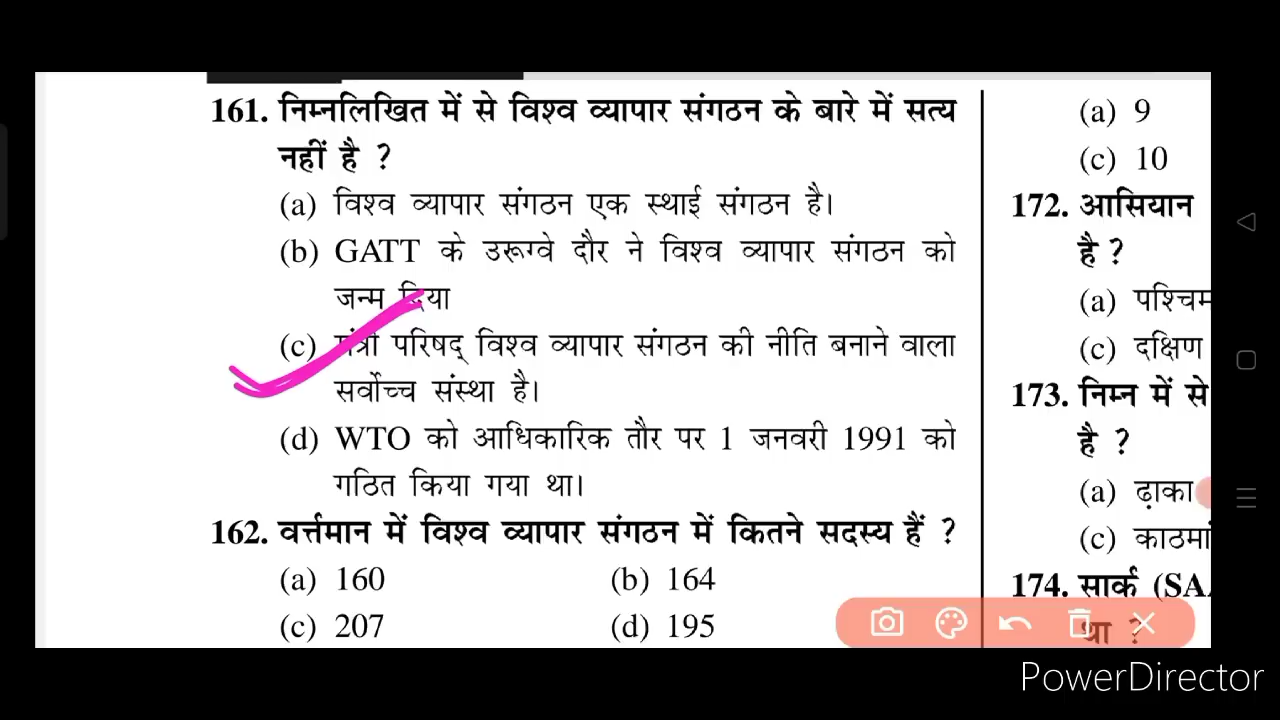 161. निम्नलिखित में से विश्व व्यापार संगठन के बारे में सत्य
नहीं है ?
(a) विश्व व्यापार संगठन एक स्थाई संगठन है।
(b) GATT के उरूग्वे दौर ने विश्व व्यापार संगठन को
जन्म दिया
(c) मंत्री परिषद् विश्व व्यापार संगठन की नीति बनाने वाला
सर्वोच्च संस्था है।
(d) WTO को आधिकारिक तौर पर 1 जनवरी 1991 को
गठित किया गया था।
162. वर्त्तमान में विश्व व्यापार संगठन में कितने सदस्य हैं ?
(a) 160 (b) 164
(c) 207 (d) 195
(a) 9
(c) 10
172. आसियान
है ?
(a) पश्चिम
(c) दक्षिण
173. निम्न में से
है ?
(a) ढ़ाका
(c) काठमां
174. सार्क (SA
था ?
PowerDirector